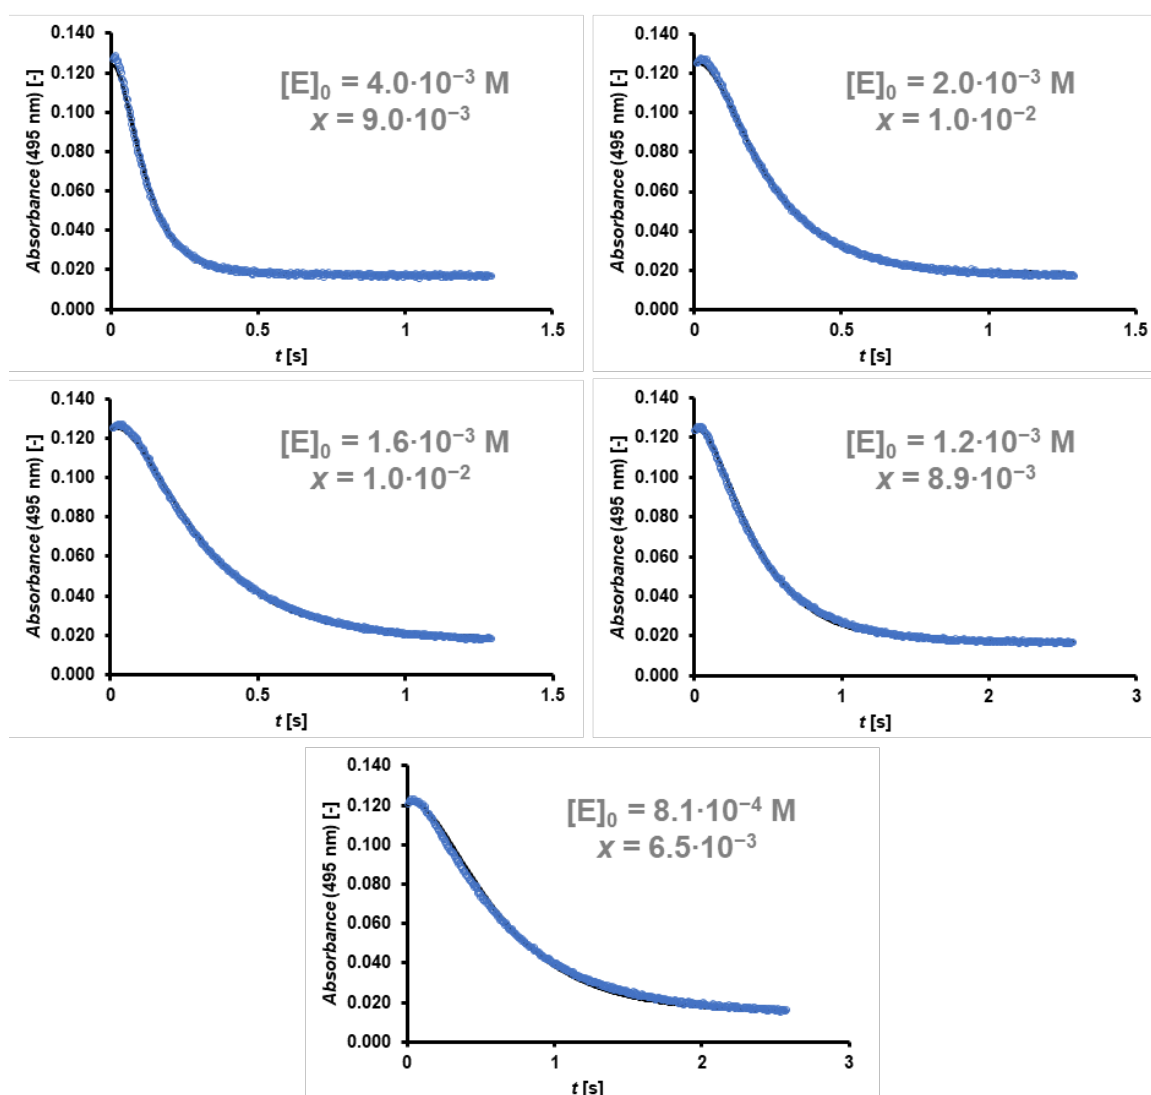 0.140
0.120
0.100
0.080
0.060
0.040
0.020
0.000
Absorbance (495 nm) [-]
[E]₀ = 4.0·10⁻³ M
x = 9.0·10⁻³
0 0.5 1 1.5
t [s]
0.140
0.120
0.100
0.080
0.060
0.040
0.020
0.000
Absorbance (495 nm) [-]
[E]₀ = 2.0·10⁻³ M
x = 1.0·10⁻²
0 0.5 1 1.5
t [s]
0.140
0.120
0.100
0.080
0.060
0.040
0.020
0.000
Absorbance (495 nm) [-]
[E]₀ = 1.6·10⁻³ M
x = 1.0·10⁻²
0 0.5 1 1.5
t [s]
0.140
0.120
0.100
0.080
0.060
0.040
0.020
0.000
Absorbance (495 nm) [-]
[E]₀ = 1.2·10⁻³ M
x = 8.9·10⁻³
0 1 2 3
t [s]
0.140
0.120
0.100
0.080
0.060
0.040
0.020
0.000
Absorbance (495 nm) [-]
[E]₀ = 8.1·10⁻⁴ M
x = 6.5·10⁻³
0 1 2 3
t [s]